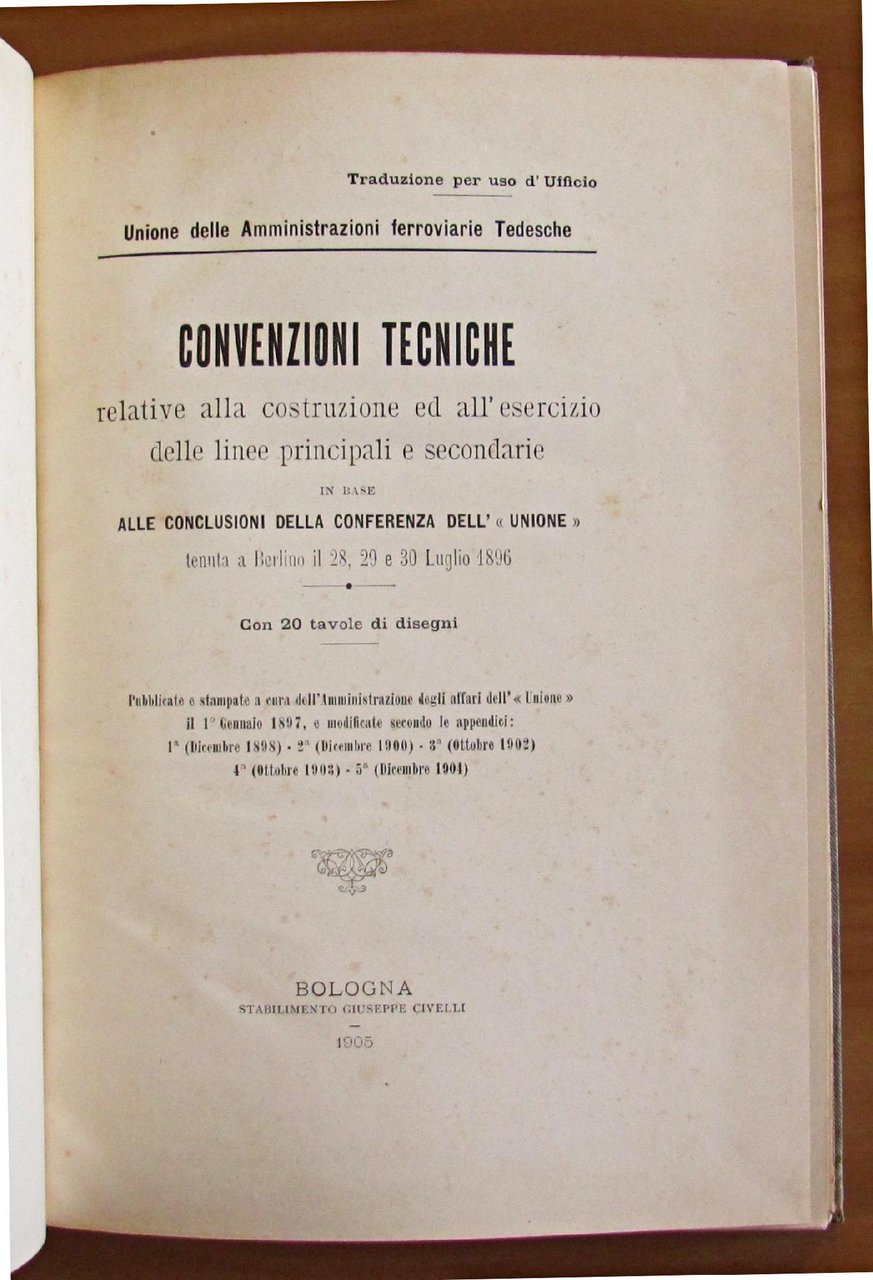 Traduzione per uso d'Ufficio
Unione delle Amministrazioni ferroviarie Tedesche
CONVENZIONI TECNICHE
relative alla costruzione ed all'esercizio
delle linee principali e secondarie
IN BASE
ALLE CONCLUSIONI DELLA CONFERENZA DELL'« UNIONE »
tenuta a Berlino il 28, 29 e 30 Luglio 1896
Con 20 tavole di disegni
Pubblicate e stampate a cura dell'Amministrazione degli affari dell'« Unione »
il 1° Gennaio 1897, e modificate secondo le appendici:
1ª (Dicembre 1898) - 2ª (Dicembre 1900) - 3ª (Ottobre 1902)
4ª (Ottobre 1903) - 5ª (Dicembre 1904)
BOLOGNA
STABILIMENTO GIUSEPPE CIVELLI
1905